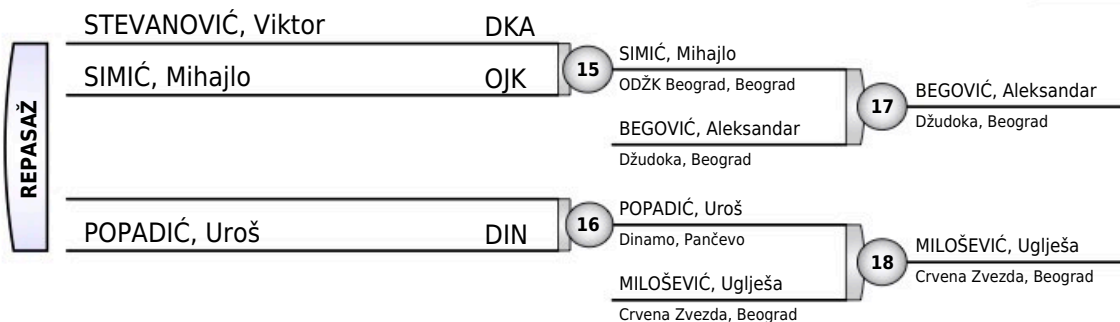 REPASAŽ
STEVANOVIĆ, Viktor DKA
SIMIĆ, Mihajlo OJK
15
SIMIĆ, Mihajlo
ODŽK Beograd, Beograd
BEGOVIĆ, Aleksandar
Džudoka, Beograd
17
BEGOVIĆ, Aleksandar
Džudoka, Beograd
POPADIĆ, Uroš DIN
16
POPADIĆ, Uroš
Dinamo, Pančevo
MILOŠEVIĆ, Uglješa
Crvena Zvezda, Beograd
18
MILOŠEVIĆ, Uglješa
Crvena Zvezda, Beograd